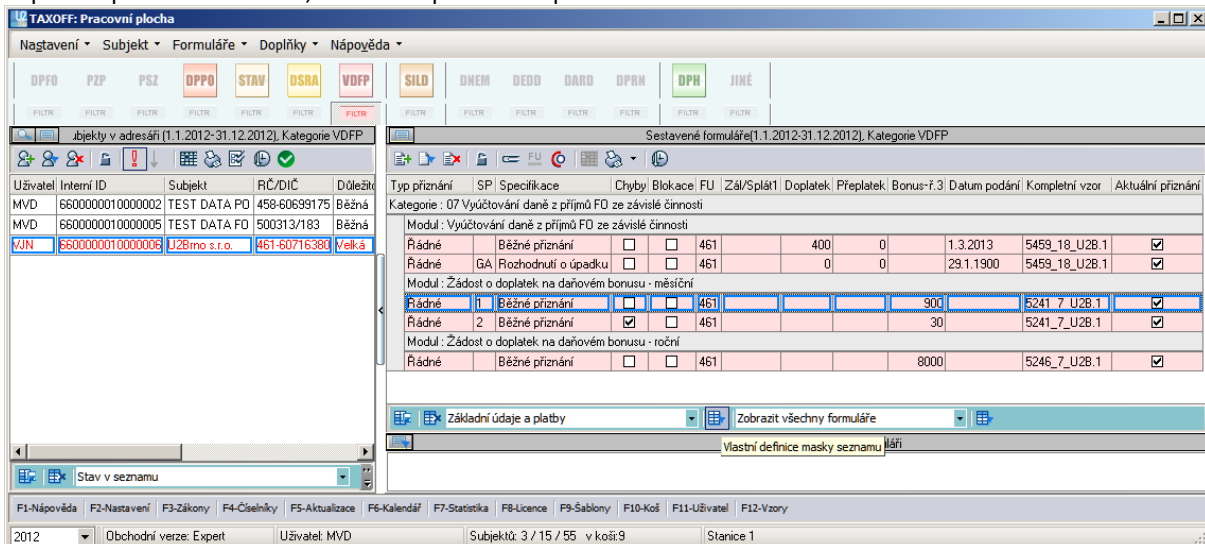 TAXOFF: Pracovní plocha
Nastavení Subjekt Formuláře Doplňky Nápověda
DPFO PZP PSZ DPPO STAV DSRA VDFP SILD DNEM DEDD DARD DPRN DPH JINÉ
FILTR FILTR FILTR FILTR FILTR FILTR FILTR FILTR FILTR FILTR FILTR FILTR FILTR FILTR
ubjekty v adresáři (1.1.2012-31.12.2012), Kategorie VDFP
Uživatel Interní ID Subjekt RČ/DIČ Důležito
MVD 6600000010000002 TEST DATA PO 458-60699175 Běžná
MVD 6600000010000005 TEST DATA FO 500313/183 Běžná
VJN 6600000010000006 U2Brno s.r.o. 461-60716380 Velká
Stav v seznamu
Sestavené formuláře(1.1.2012-31.12.2012), Kategorie VDFP
FU
Typ přiznání SP Specifikace Chyby Blokace FU Zál/Splát1 Doplatek Přeplatek Bonus-ř.3 Datum podání Kompletní vzor Aktuální přiznání
Kategorie : 07 Vyúčtování daně z příjmů FO ze závislé činnosti
Modul : Vyúčtování daně z příjmů FO ze závislé činnosti
Řádné Běžné přiznání 461 400 0 1.3.2013 5459_18_U2B.1
Řádné GA Rozhodnutí o úpadku 461 0 0 29.1.1900 5459_18_U2B.1
Modul : Žádost o doplatek na daňovém bonusu - měsíční
Řádné 1 Běžné přiznání 461 900 5241_7_U2B.1
Řádné 2 Běžné přiznání 461 30 5241_7_U2B.1
Modul : Žádost o doplatek na daňovém bonusu - roční
Řádné Běžné přiznání 461 8000 5246_7_U2B.1
Základní údaje a platby Zobrazit všechny formuláře
Vlastní definice masky seznamu
F1-Nápověda F2-Nastavení F3-Zákony F4-Číselníky F5-Aktualizace F6-Kalendář F7-Statistika F8-Licence F9-Šablony F10-Koš F11-Uživatel F12-Vzory
2012 Obchodní verze: Expert Uživatel: MVD Subjektů: 3 / 15 / 55 v koši:9 Stanice 1